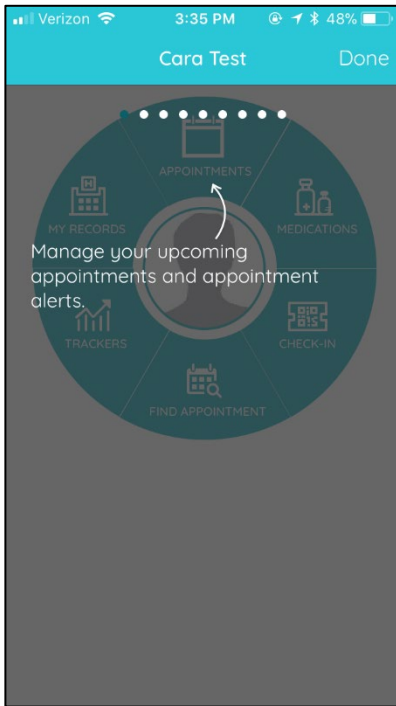 Verizon 3:35 PM 48%
Cara Test Done
APPOINTMENTS
MY RECORDS MEDICATIONS
Manage your upcoming
appointments and appointment
alerts.
TRACKERS CHECK-IN
FIND APPOINTMENT